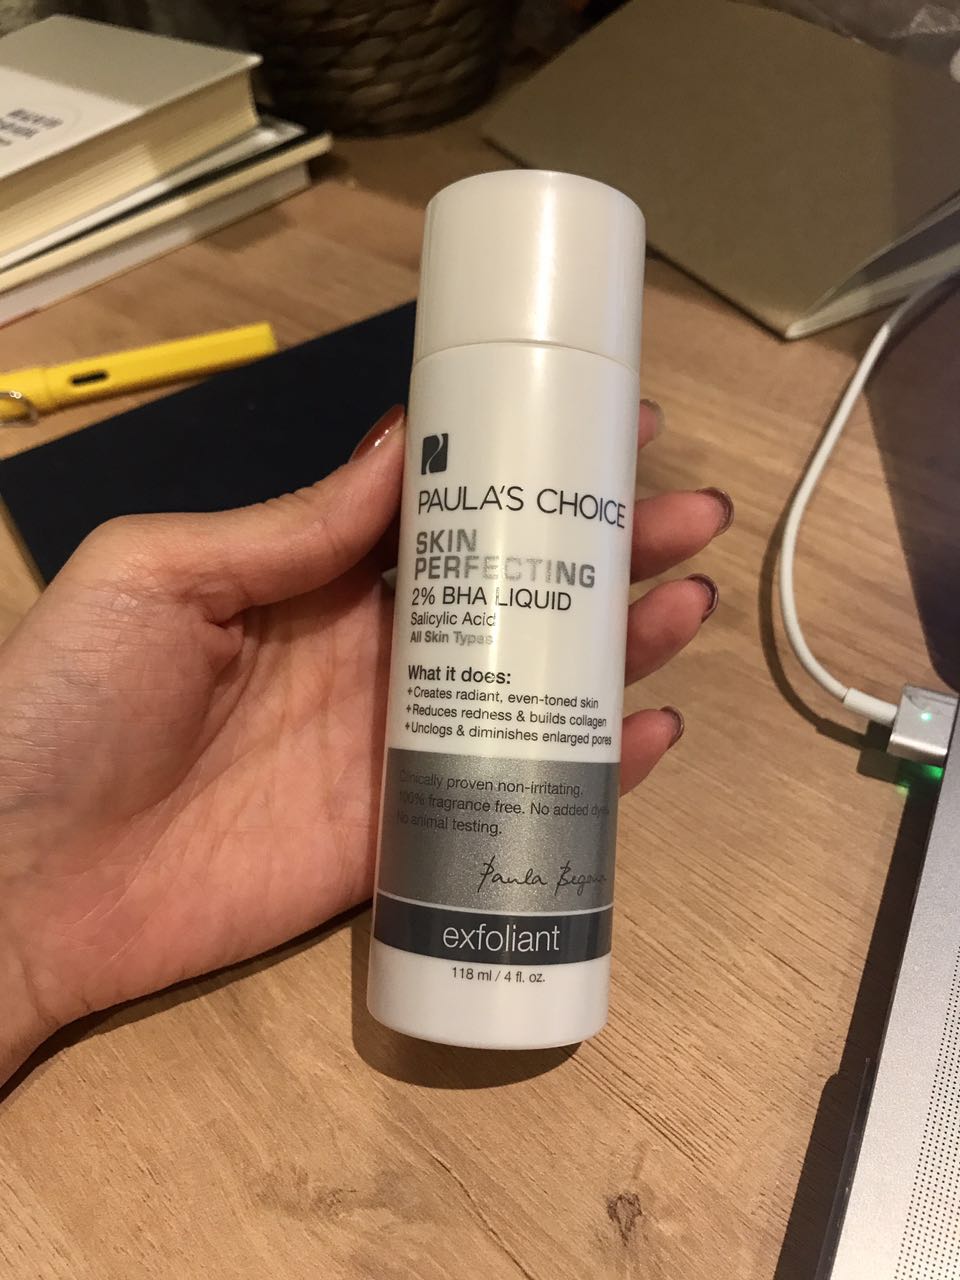 PAULA'S CHOICE
SKIN
PERFECTING
2% BHA LIQUID
Salicylic Acid
All Skin Types
What it does:
+Creates radiant, even-toned skin
+Reduces redness & builds collagen
+Unclogs & diminishes enlarged pores
Clinically proven non-irritating.
100% fragrance free. No added dyes.
No animal testing.
Paula Begoun
exfoliant
118 ml / 4 fl. oz.